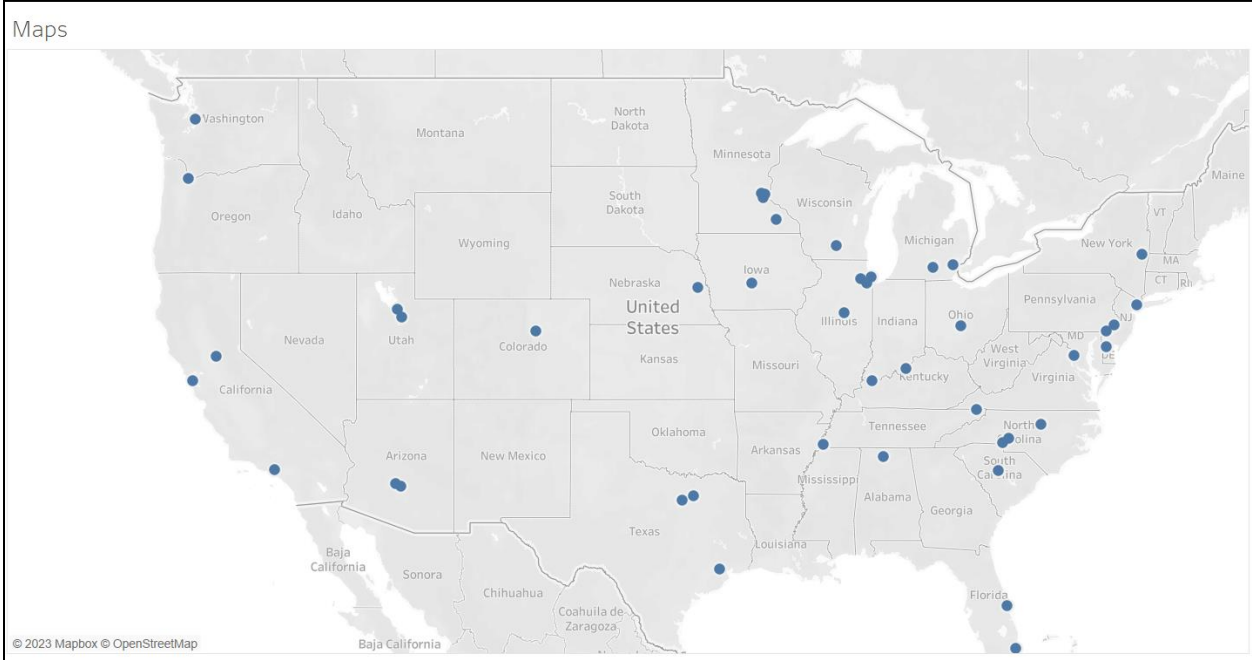 Maps
Washington
Montana
North
Dakota
Minnesota
Maine
Oregon
Idaho
South
Dakota
Wisconsin
VT
Wyoming
Michigan
New York
MA
Nebraska
Iowa
CT
RI
United
States
Pennsylvania
Nevada
Utah
Colorado
Illinois
Indiana
Ohio
NJ
MD
DE
Kansas
Missouri
West
Virginia
Virginia
California
Kentucky
Oklahoma
Tennessee
North
Carolina
Arizona
New Mexico
Arkansas
South
Carolina
Mississippi
Alabama
Georgia
Texas
Louisiana
Baja
California
Sonora
Chihuahua
Florida
Coahuila de
Zaragoza
Baja California
© 2023 Mapbox © OpenStreetMap